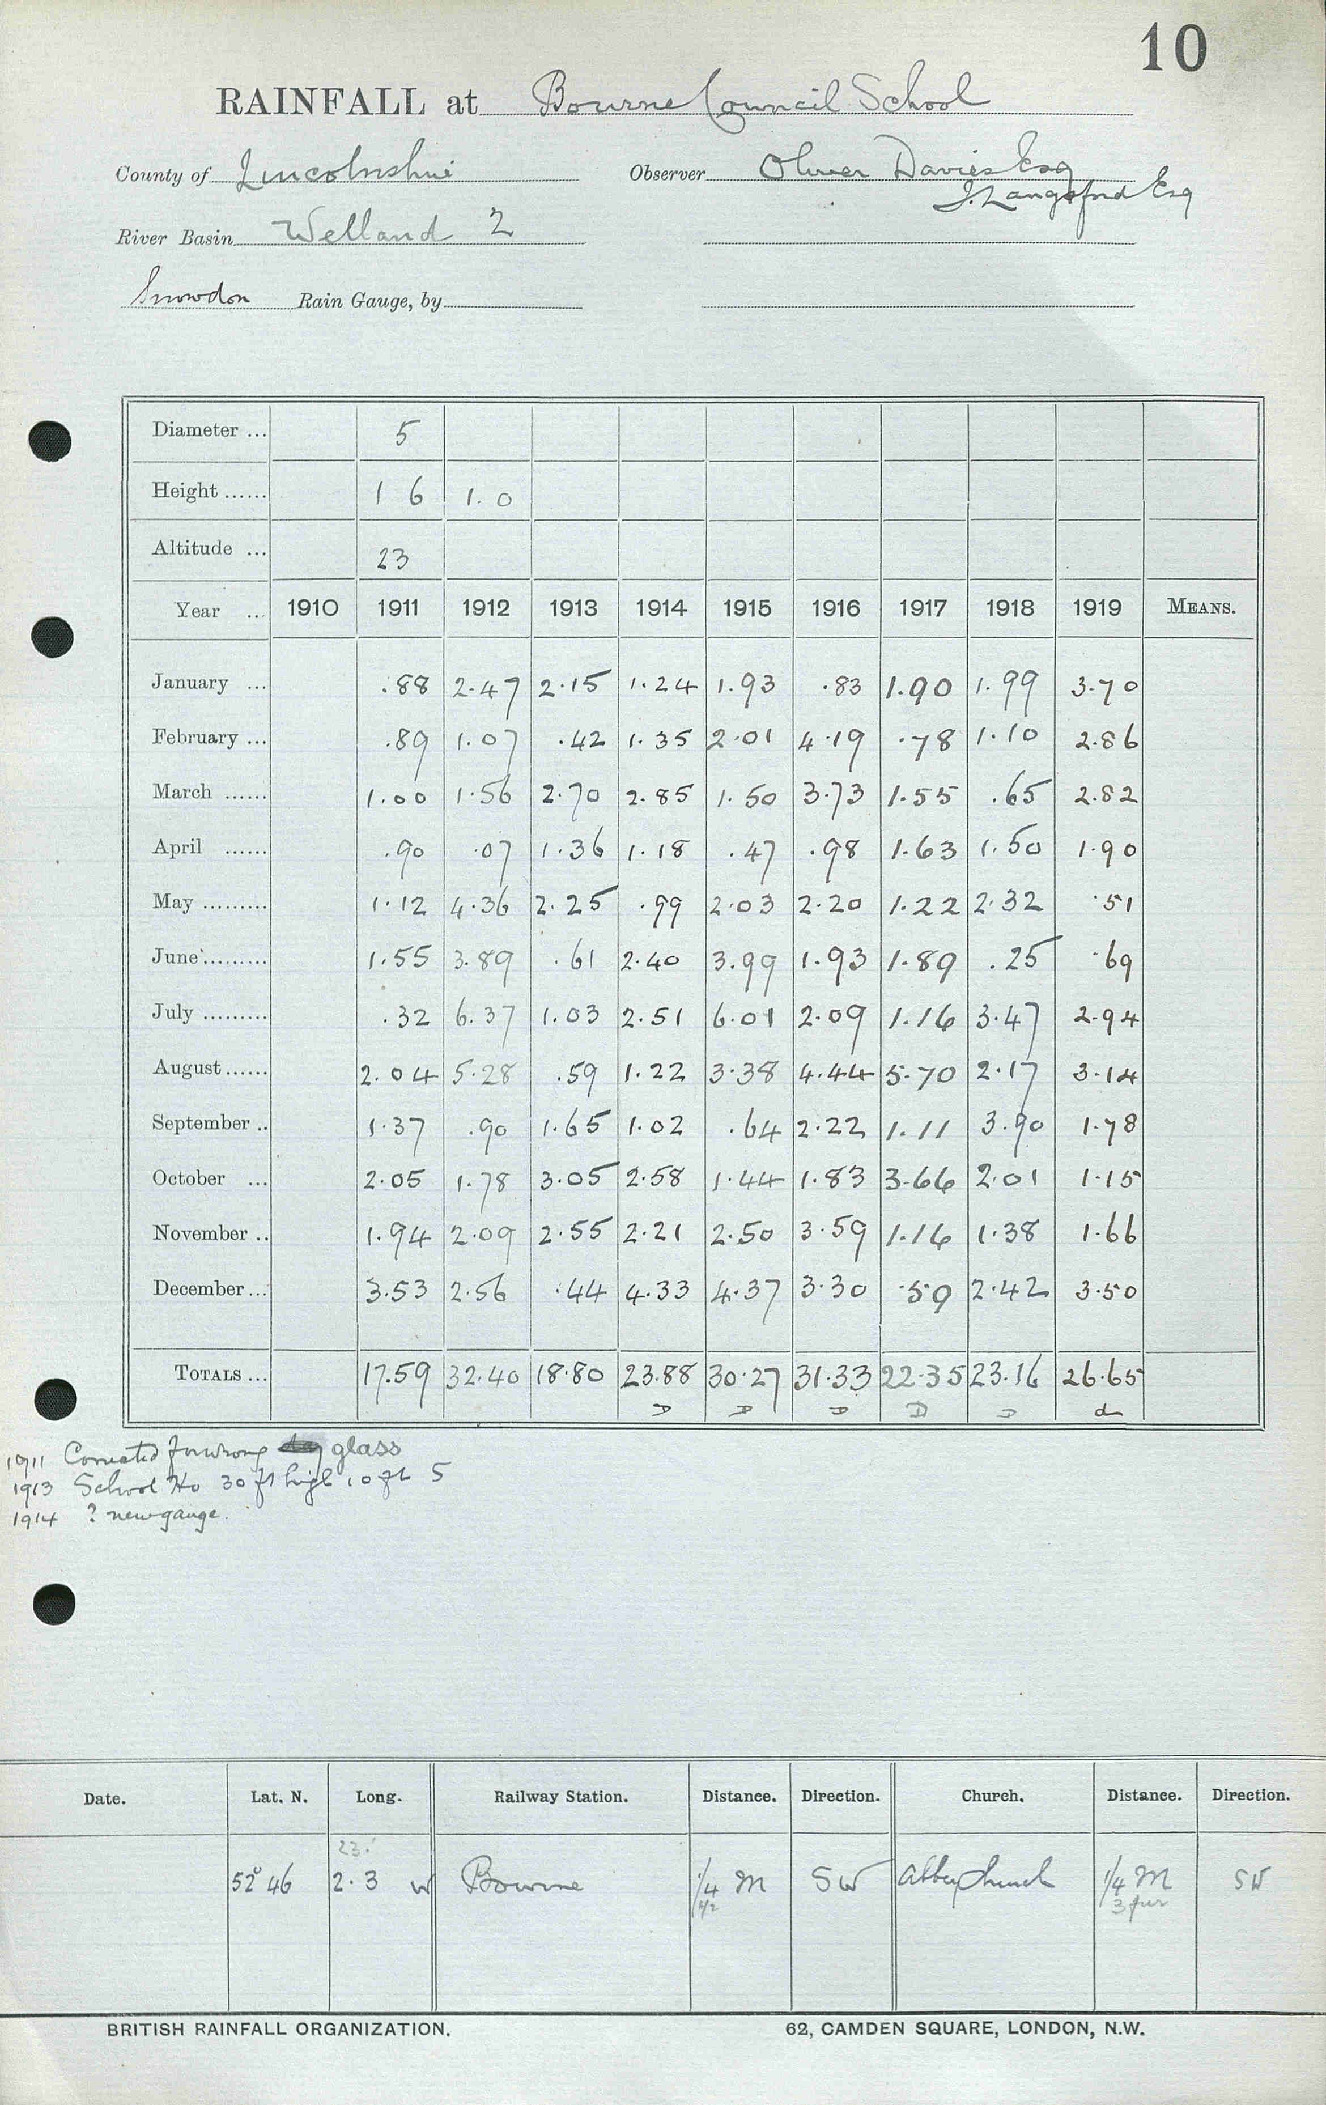 10
RAINFALL at Bourne Council School
County of Lincolnshire Observer Oliver Davies Esq
J. Langsford Esq
River Basin Welland 2
Snowdon Rain Gauge, by
Diameter ... 5
Height ...... 1 6 1.0
Altitude ... 23
Year ... 1910 1911 1912 1913 1914 1915 1916 1917 1918 1919 MEANS.
January ... .88 2.47 2.15 1.24 1.93 .83 1.90 1.99 3.70
February ... .89 1.07 .42 1.35 2.01 4.19 .78 1.10 2.86
March ...... 1.00 1.56 2.70 2.85 1.50 3.73 1.55 .65 2.82
April ...... .90 .07 1.36 1.18 .47 .98 1.63 1.50 1.90
May ......... 1.12 4.36 2.25 .99 2.03 2.20 1.22 2.32 .51
June ......... 1.55 3.89 .61 2.40 3.99 1.93 1.89 .25 .69
July ......... .32 6.37 1.03 2.51 6.01 2.09 1.16 3.47 2.94
August ...... 2.04 5.28 .59 1.22 3.38 4.44 5.70 2.17 3.14
September .. 1.37 .90 1.65 1.02 .64 2.22 1.11 3.90 1.78
October ... 2.05 1.78 3.05 2.58 1.44 1.83 3.66 2.01 1.15
November .. 1.94 2.09 2.55 2.21 2.50 3.59 1.16 1.38 1.66
December ... 3.53 2.56 .44 4.33 4.37 3.30 .59 2.42 3.50
TOTALS ... 17.59 32.40 18.80 23.88 30.27 31.33 22.35 23.16 26.65
D D D D D d
1911 Corrected for wrong glass
1913 School Ho 30 ft high 10 ft S
1914 ? new gauge.
Date. Lat. N. Long. Railway Station. Distance. Direction. Church. Distance. Direction.
23.
52° 46 2.3 W Bourne 1/4 M SW Abbey Church 1/4 M SW
1/2 3 fur
BRITISH RAINFALL ORGANIZATION. 62, CAMDEN SQUARE, LONDON, N.W.